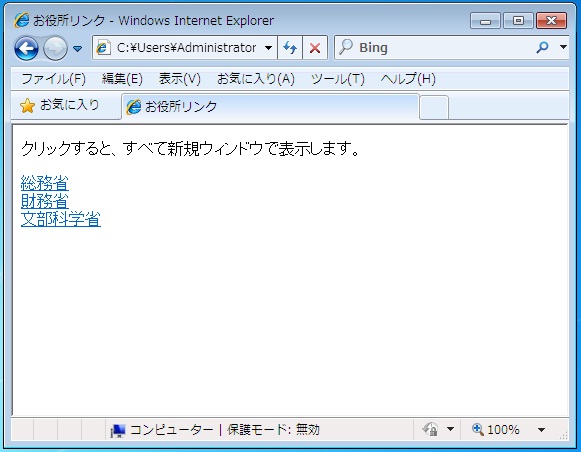 お役所リンク - Windows Internet Explorer
C:¥Users¥Administrator
Bing
ファイル(F) 編集(E) 表示(V) お気に入り(A) ツール(T) ヘルプ(H)
お気に入り お役所リンク
クリックすると、すべて新規ウィンドウで表示します。
総務省
財務省
文部科学省
コンピューター | 保護モード: 無効 100%